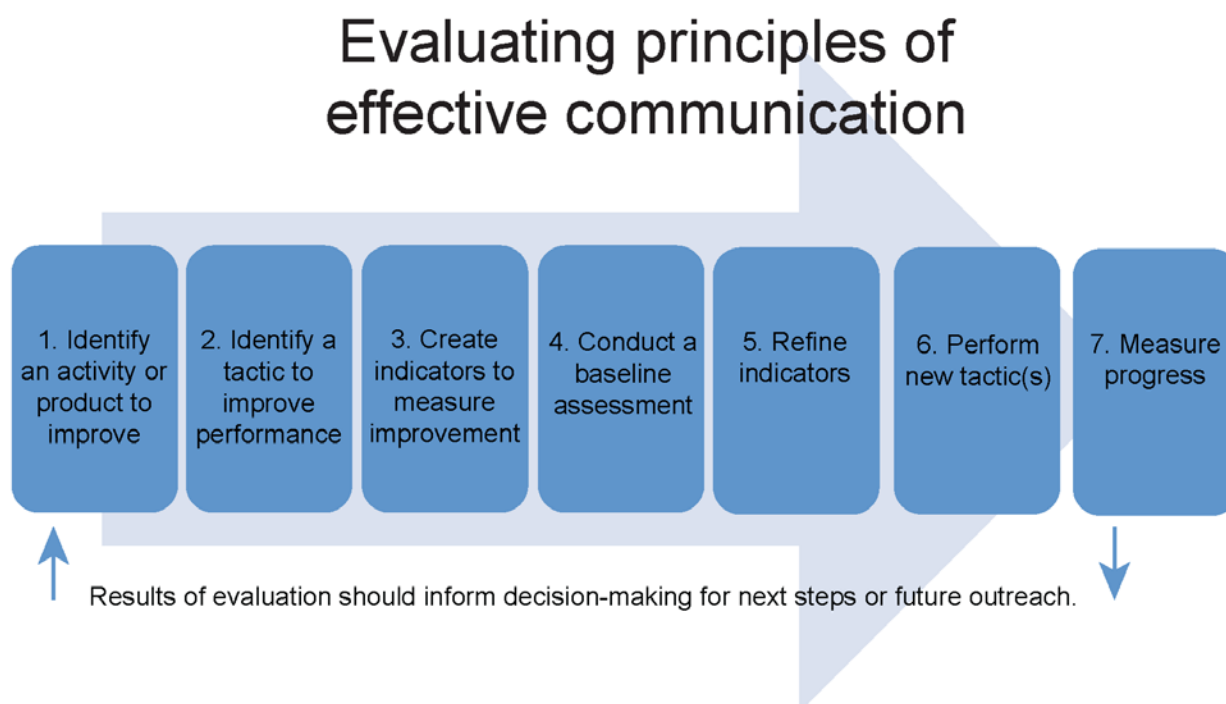 Evaluating principles of
effective communication
1. Identify
an activity or
product to
improve
2. Identify a
tactic to
improve
performance
3. Create
indicators to
measure
improvement
4. Conduct a
baseline
assessment
5. Refine
indicators
6. Perform
new tactic(s)
7. Measure
progress
Results of evaluation should inform decision-making for next steps or future outreach.